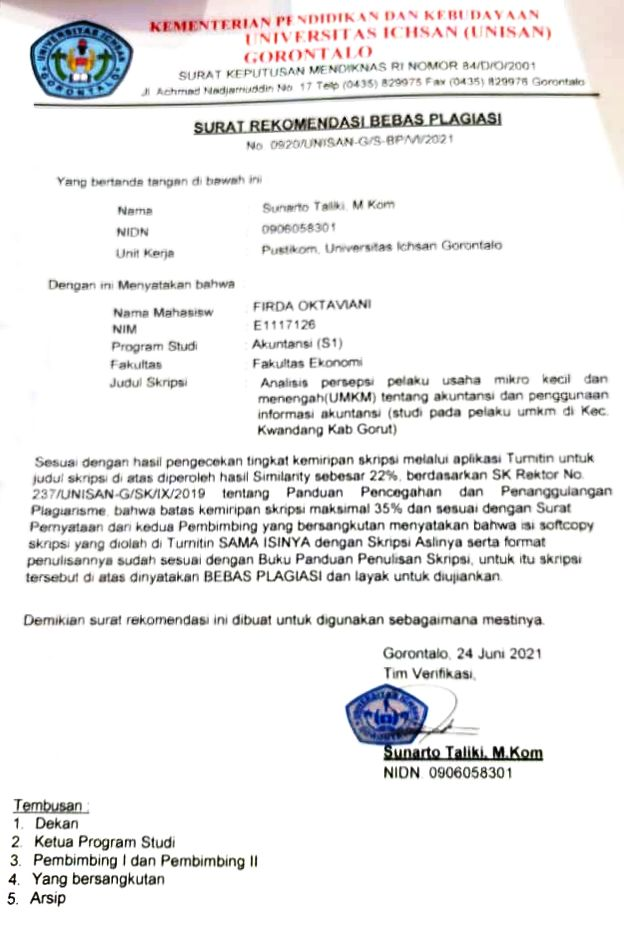 KEMENTERIAN PENDIDIKAN DAN KEBUDAYAAN
UNIVERSITAS ICHSAN (UNISAN)
GORONTALO
SURAT KEPUTUSAN MENDIKNAS RI NOMOR 84/D/O/2001
Jl. Achmad Nadjamuddin No. 17 Telp (0435) 829975 Fax (0435) 829976 Gorontalo
SURAT REKOMENDASI BEBAS PLAGIASI
No. 0920/UNISAN-G/S-BP/VI/2021
Yang bertanda tangan di bawah ini
Nama : Sunarto Taliki, M.Kom
NIDN : 0906058301
Unit Kerja : Pustikom, Universitas Ichsan Gorontalo
Dengan ini Menyatakan bahwa
Nama Mahasisw : FIRDA OKTAVIANI
NIM : E1117126
Program Studi : Akuntansi (S1)
Fakultas : Fakultas Ekonomi
Judul Skripsi : Analisis persepsi pelaku usaha mikro kecil dan
menengah(UMKM) tentang akuntansi dan penggunaan
informasi akuntansi (studi pada pelaku umkm di Kec.
Kwandang Kab Gorut)
Sesuai dengan hasil pengecekan tingkat kemiripan skripsi melalui aplikasi Turnitin untuk
judul skripsi di atas diperoleh hasil Similarity sebesar 22%, berdasarkan SK Rektor No.
237/UNISAN-G/SK/IX/2019 tentang Panduan Pencegahan dan Penanggulangan
Plagiarisme, bahwa batas kemiripan skripsi maksimal 35% dan sesuai dengan Surat
Pernyataan dari kedua Pembimbing yang bersangkutan menyatakan bahwa isi softcopy
skripsi yang diolah di Turnitin SAMA ISINYA dengan Skripsi Aslinya serta format
penulisannya sudah sesuai dengan Buku Panduan Penulisan Skripsi, untuk itu skripsi
tersebut di atas dinyatakan BEBAS PLAGIASI dan layak untuk diujiankan.
Demikian surat rekomendasi ini dibuat untuk digunakan sebagaimana mestinya.
Gorontalo, 24 Juni 2021
Tim Verifikasi,
UNIVERSITAS ICHSAN
Sunarto Taliki, M.Kom
NIDN. 0906058301
Tembusan :
1. Dekan
2. Ketua Program Studi
3. Pembimbing I dan Pembimbing II
4. Yang bersangkutan
5. Arsip